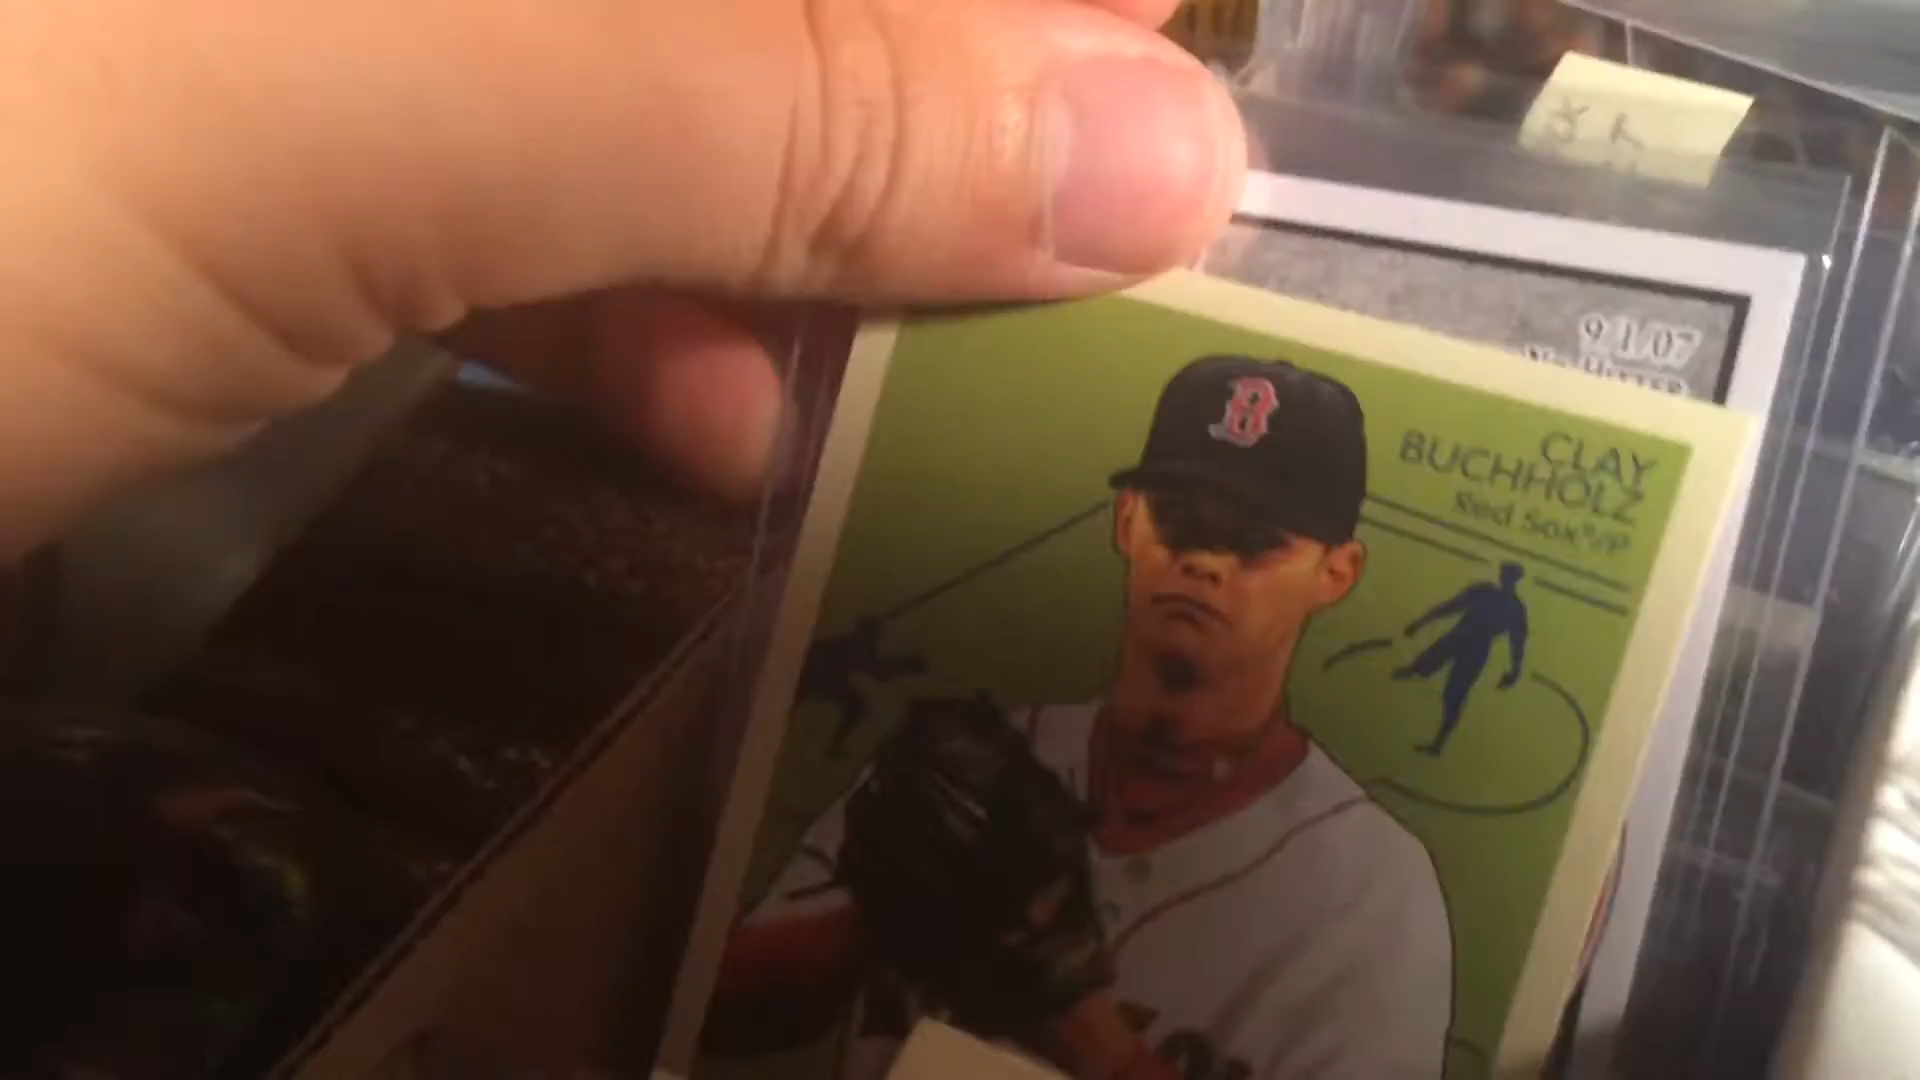 9/1/07
No Hitter
CLAY
BUCHHOLZ
Red Sox®/P
B